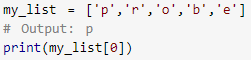 my_list = ['p','r','o','b','e']
# Output: p
print(my_list[0])